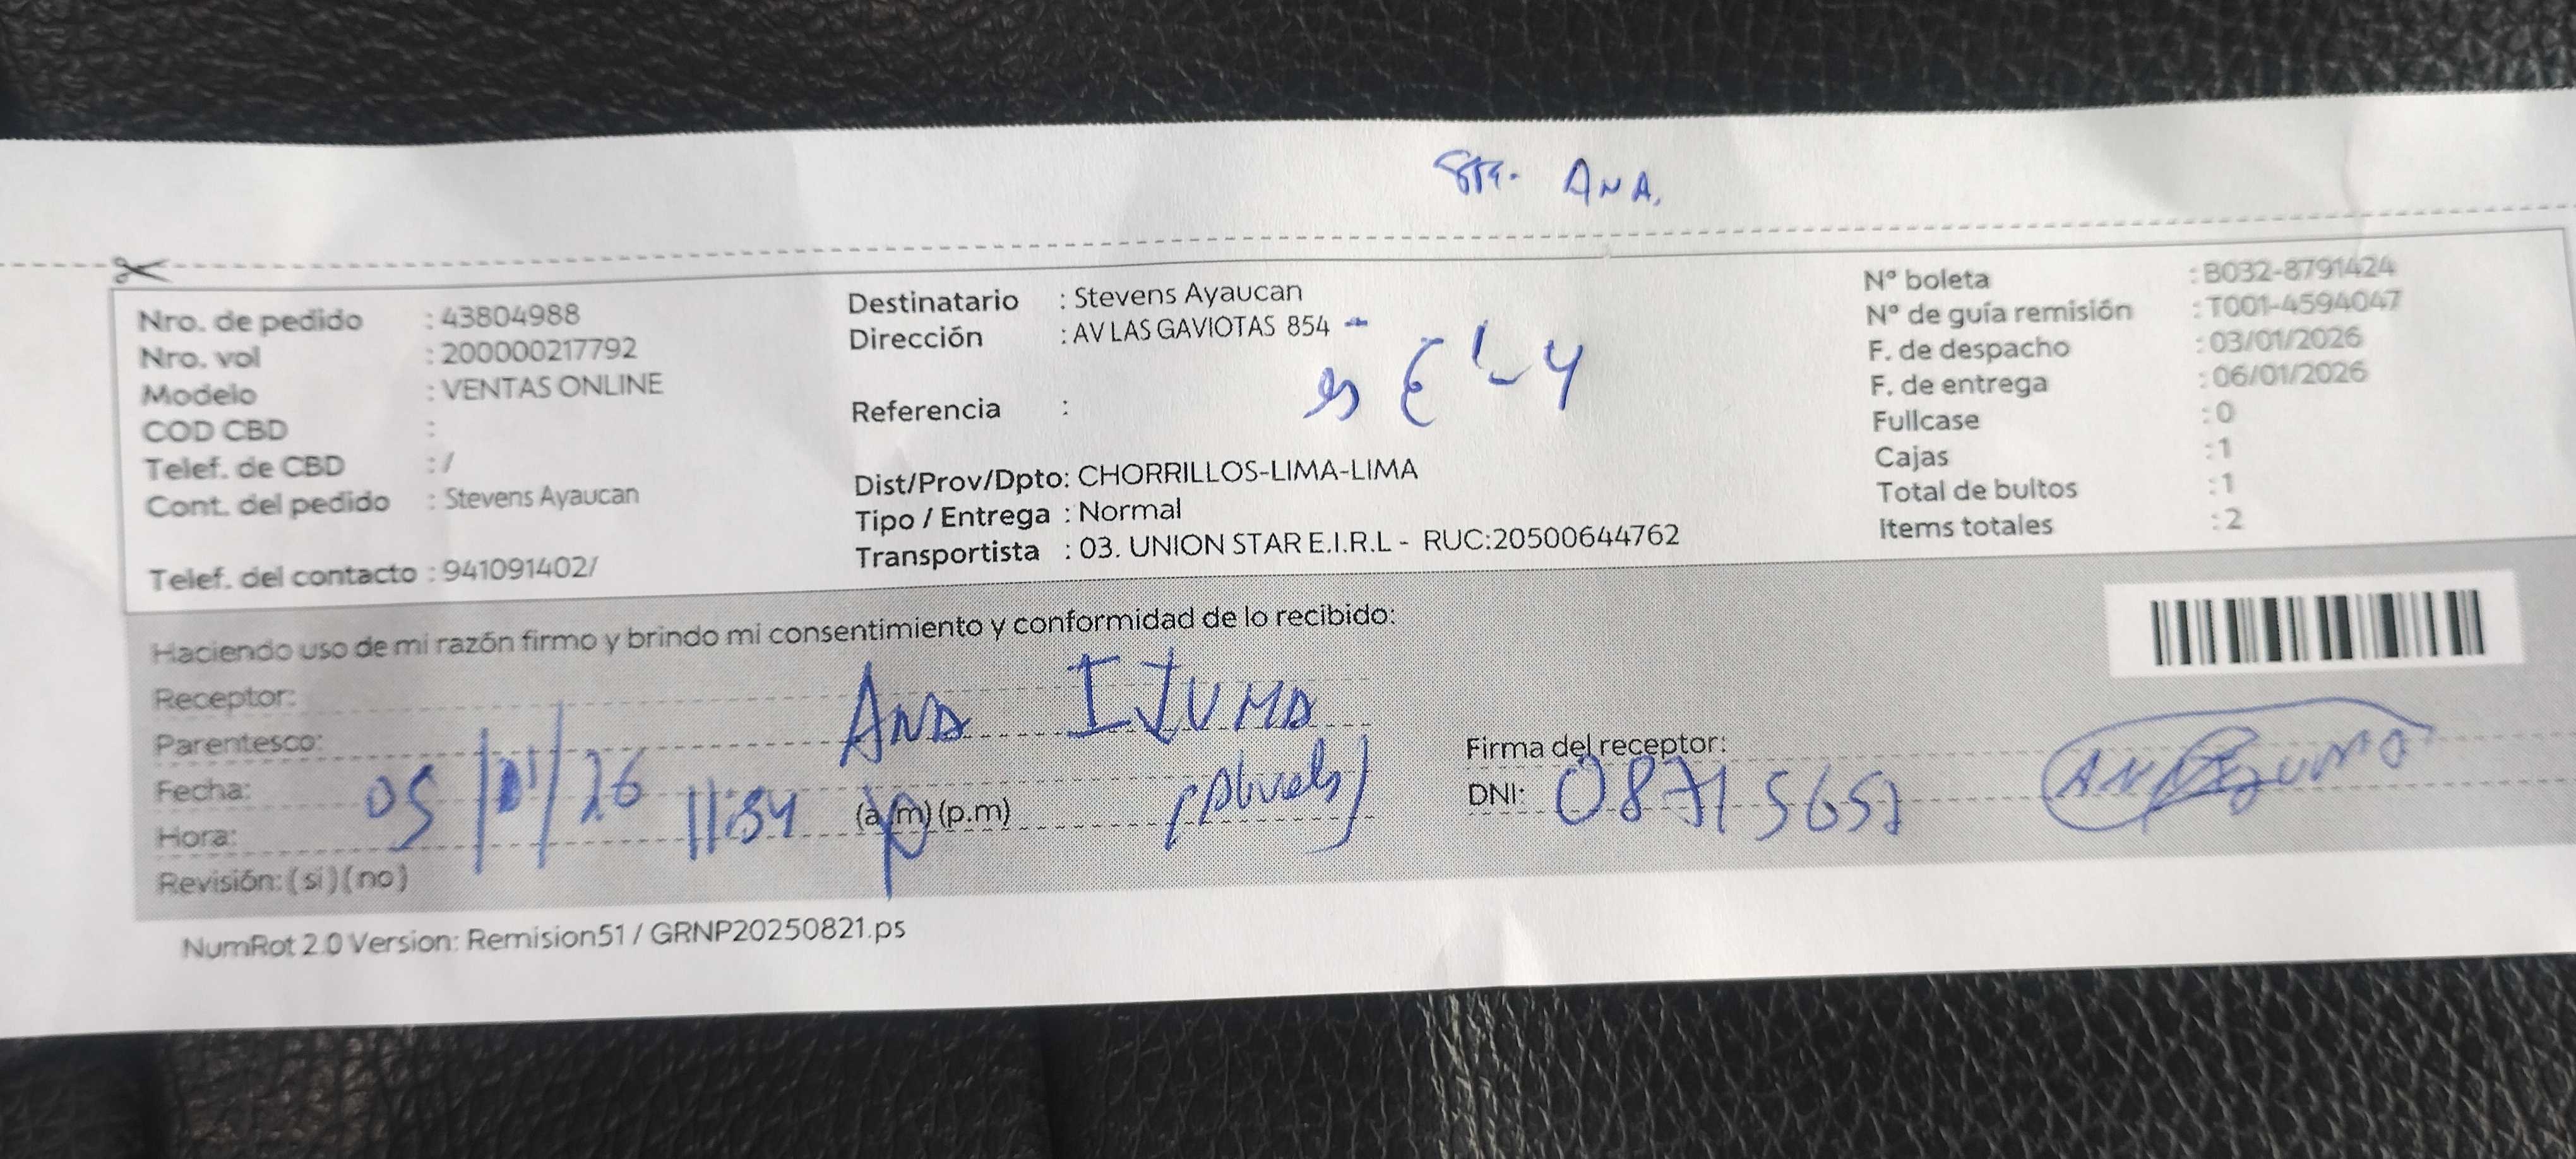 Sra. ANA.
Nro. de pedido : 43804988
Nro. vol : 200000217792
Modelo : VENTAS ONLINE
COD CBD :
Telef. de CBD : /
Cont. del pedido : Stevens Ayaucan
Telef. del contacto : 941091402/
Destinatario : Stevens Ayaucan
Dirección : AV LAS GAVIOTAS 854 -
es
Referencia :
Dist/Prov/Dpto: CHORRILLOS-LIMA-LIMA
Tipo / Entrega : Normal
Transportista : 03. UNION STAR E.I.R.L - RUC:20500644762
N° boleta : B032-8791424
N° de guía remisión : T001-4594047
F. de despacho : 03/01/2026
F. de entrega : 06/01/2026
Fullcase : 0
Cajas : 1
Total de bultos : 1
Items totales : 2
Haciendo uso de mi razón firmo y brindo mi consentimiento y conformidad de lo recibido:
Receptor: ANA IZUMA
Parentesco: (Abuela)
Fecha: 05/01/26
Hora: 11:54 (a.m) (p.m)
Revisión: (si) (no)
Firma del receptor:
DNI:
NumRot 2.0 Version: Remision51 / GRNP20250821.ps